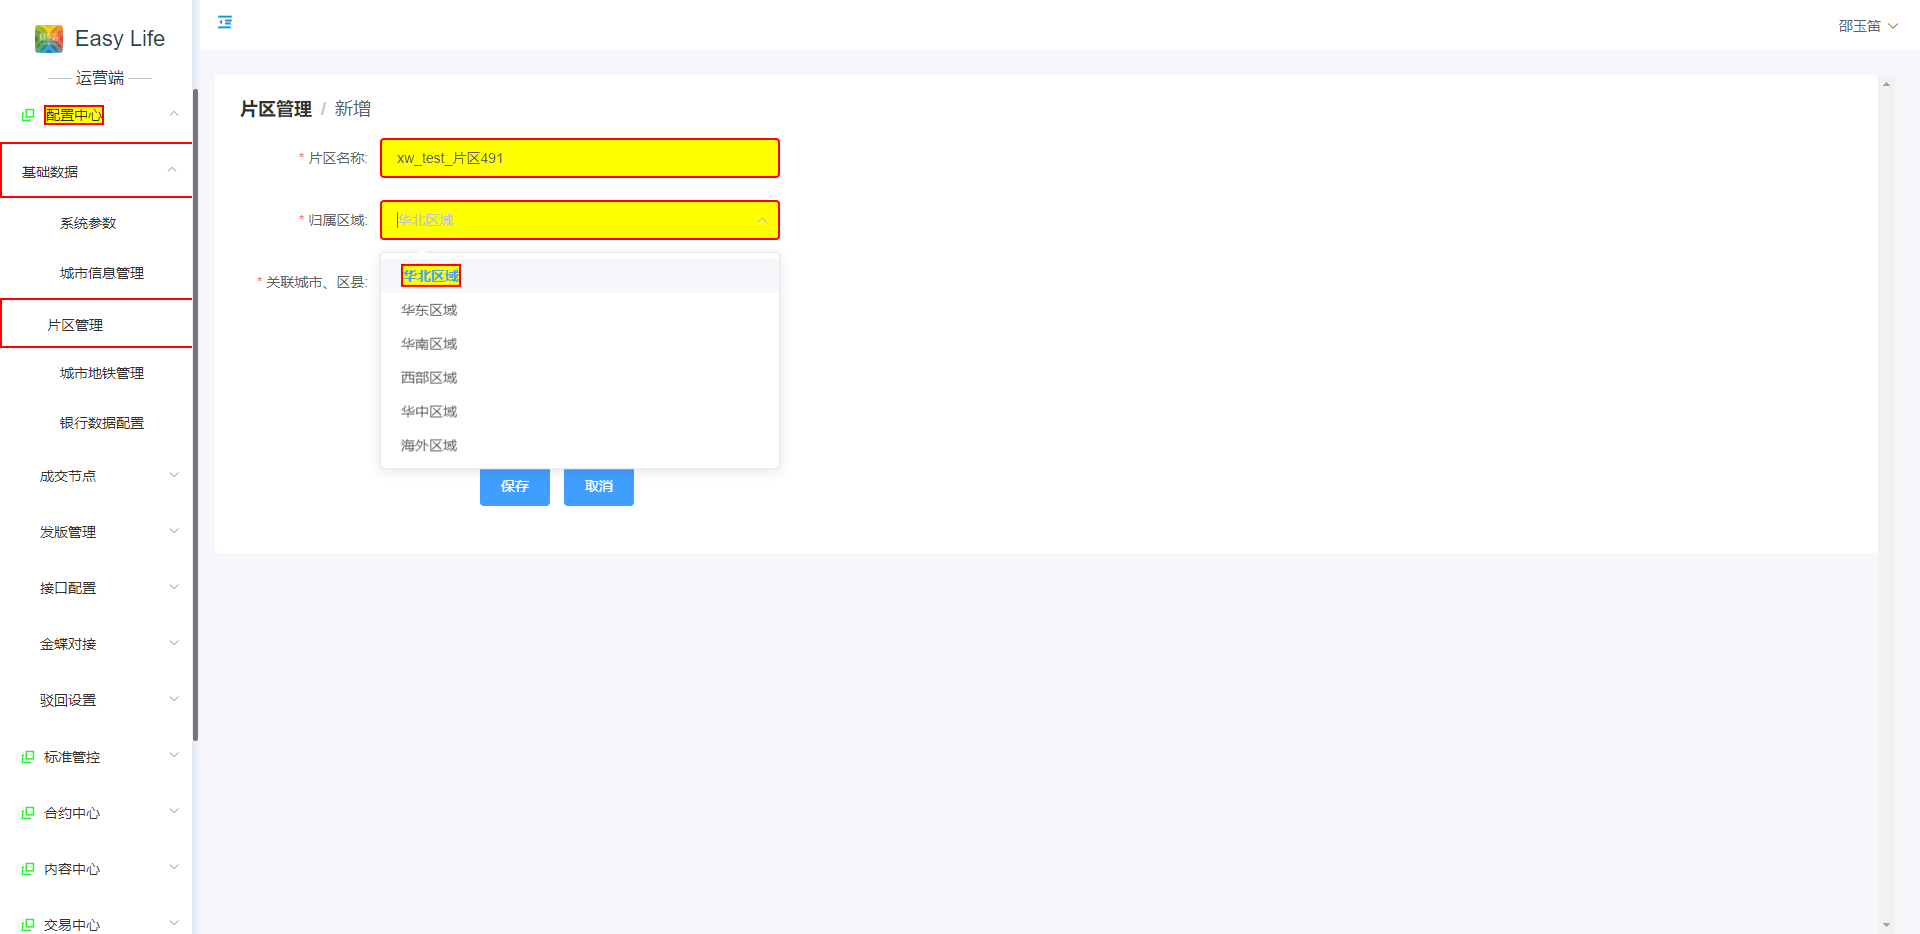 Easy Life
运营端
配置中心
基础数据
系统参数
城市信息管理
片区管理
城市地铁管理
银行数据配置
成交节点
发版管理
接口配置
金蝶对接
驳回设置
标准管控
合约中心
内容中心
交易中心
邵玉笛
片区管理 / 新增
* 片区名称: xw_test_片区491
* 归属区域: 华北区域
* 关联城市、区县:
华北区域
华东区域
华南区域
西部区域
华中区域
海外区域
保存 取消